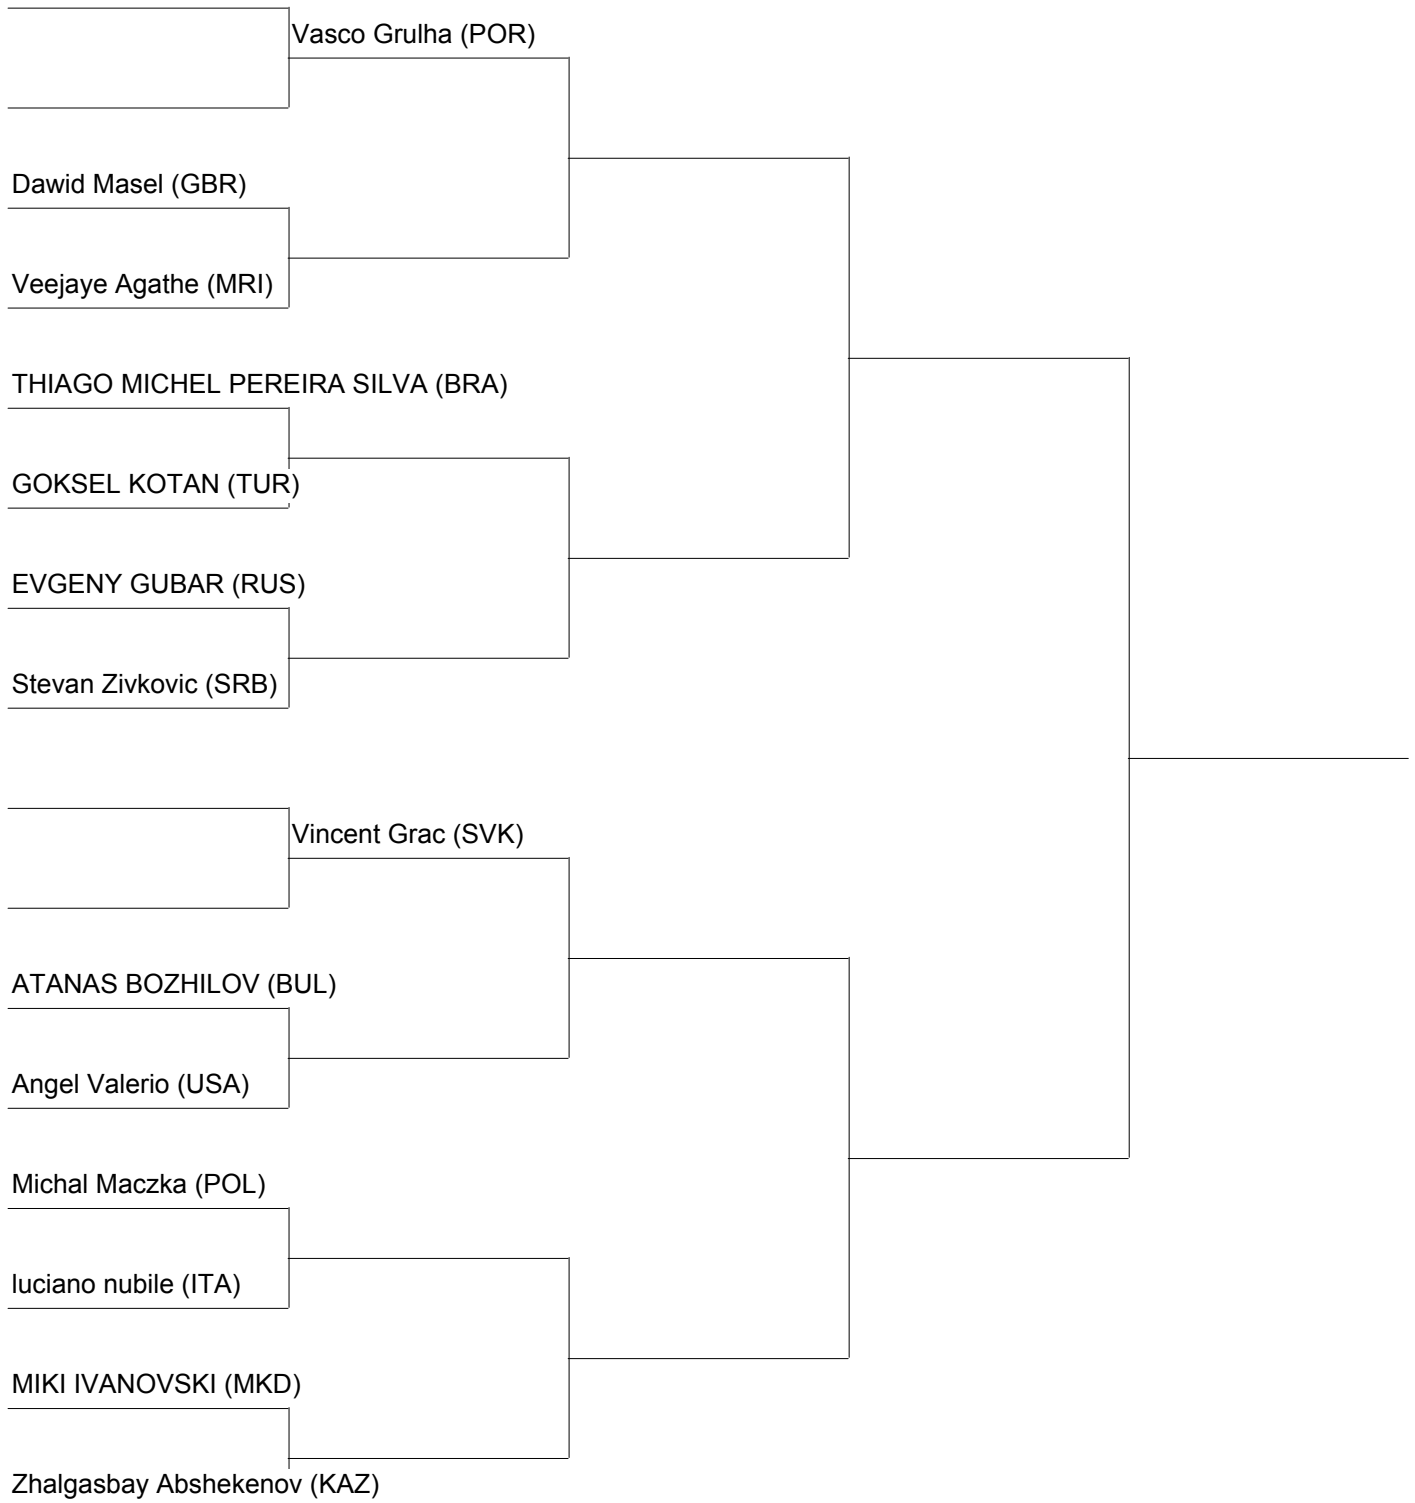 Vasco Grulha (POR)
Dawid Masel (GBR)
Veejaye Agathe (MRI)
THIAGO MICHEL PEREIRA SILVA (BRA)
GOKSEL KOTAN (TUR)
EVGENY GUBAR (RUS)
Stevan Zivkovic (SRB)
Vincent Grac (SVK)
ATANAS BOZHILOV (BUL)
Angel Valerio (USA)
Michal Maczka (POL)
luciano nubile (ITA)
MIKI IVANOVSKI (MKD)
Zhalgasbay Abshekenov (KAZ)